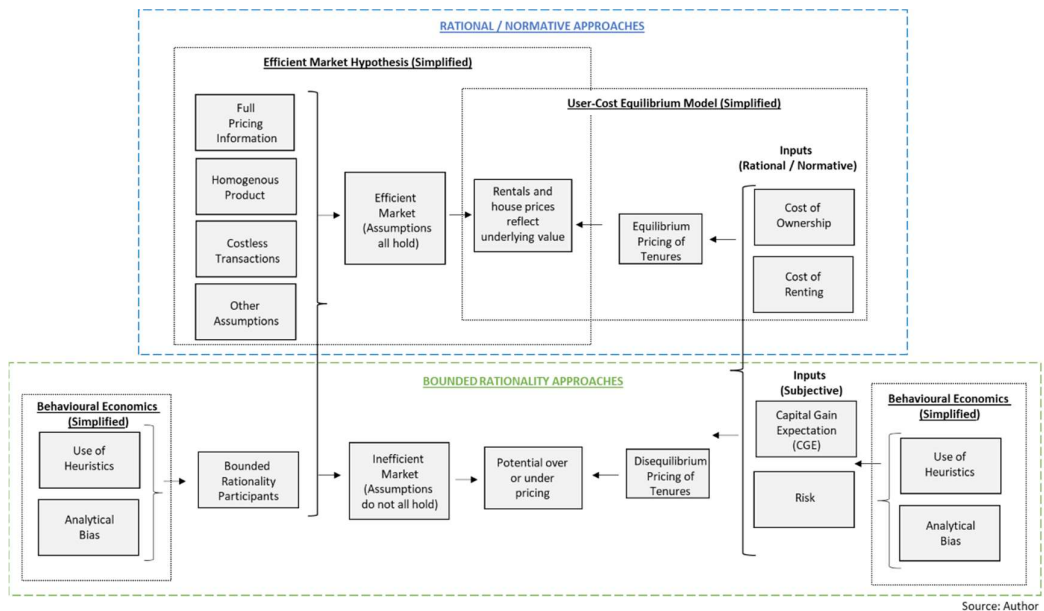 RATIONAL / NORMATIVE APPROACHES
Efficient Market Hypothesis (Simplified)
Full
Pricing
Information
Homogenous
Product
Costless
Transactions
Other
Assumptions
Efficient
Market
(Assumptions
all hold)
User-Cost Equilibrium Model (Simplified)
Rentals and
house prices
reflect
underlying value
Equilibrium
Pricing of
Tenures
Inputs
(Rational / Normative)
Cost of
Ownership
Cost of
Renting
BOUNDED RATIONALITY APPROACHES
Behavioural Economics
(Simplified)
Use of
Heuristics
Analytical
Bias
Bounded
Rationality
Participants
Inefficient
Market
(Assumptions
do not all hold)
Potential over
or under
pricing
Disequilibrium
Pricing of
Tenures
Inputs
(Subjective)
Capital Gain
Expectation
(CGE)
Risk
Behavioural Economics
(Simplified)
Use of
Heuristics
Analytical
Bias
Source: Author